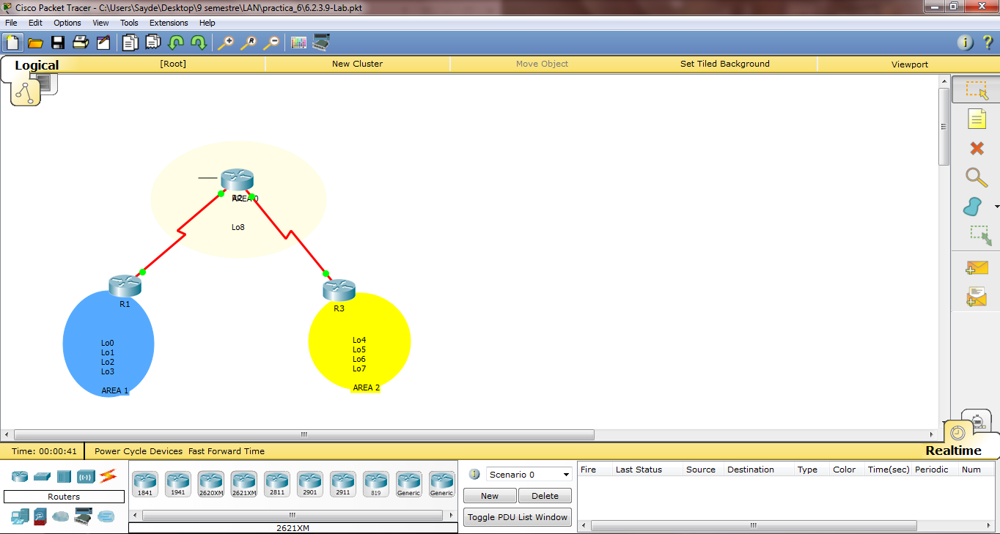 Cisco Packet Tracer - C:\Users\Sayde\Desktop\9 semestre\LAN\practica_6\6.2.3.9-Lab.pkt
File Edit Options View Tools Extensions Help
Logical [Root] New Cluster Move Object Set Tiled Background Viewport
R2
AREA 0
Lo8
R1
R3
Lo0
Lo1
Lo2
Lo3
AREA 1
Lo4
Lo5
Lo6
Lo7
AREA 2
Time: 00:00:41 Power Cycle Devices Fast Forward Time Realtime
Routers
1841 1941 2620XM 2621XM 2811 2901 2911 819 Generic Generic
2621XM
Scenario 0
New Delete
Toggle PDU List Window
Fire Last Status Source Destination Type Color Time(sec) Periodic Num